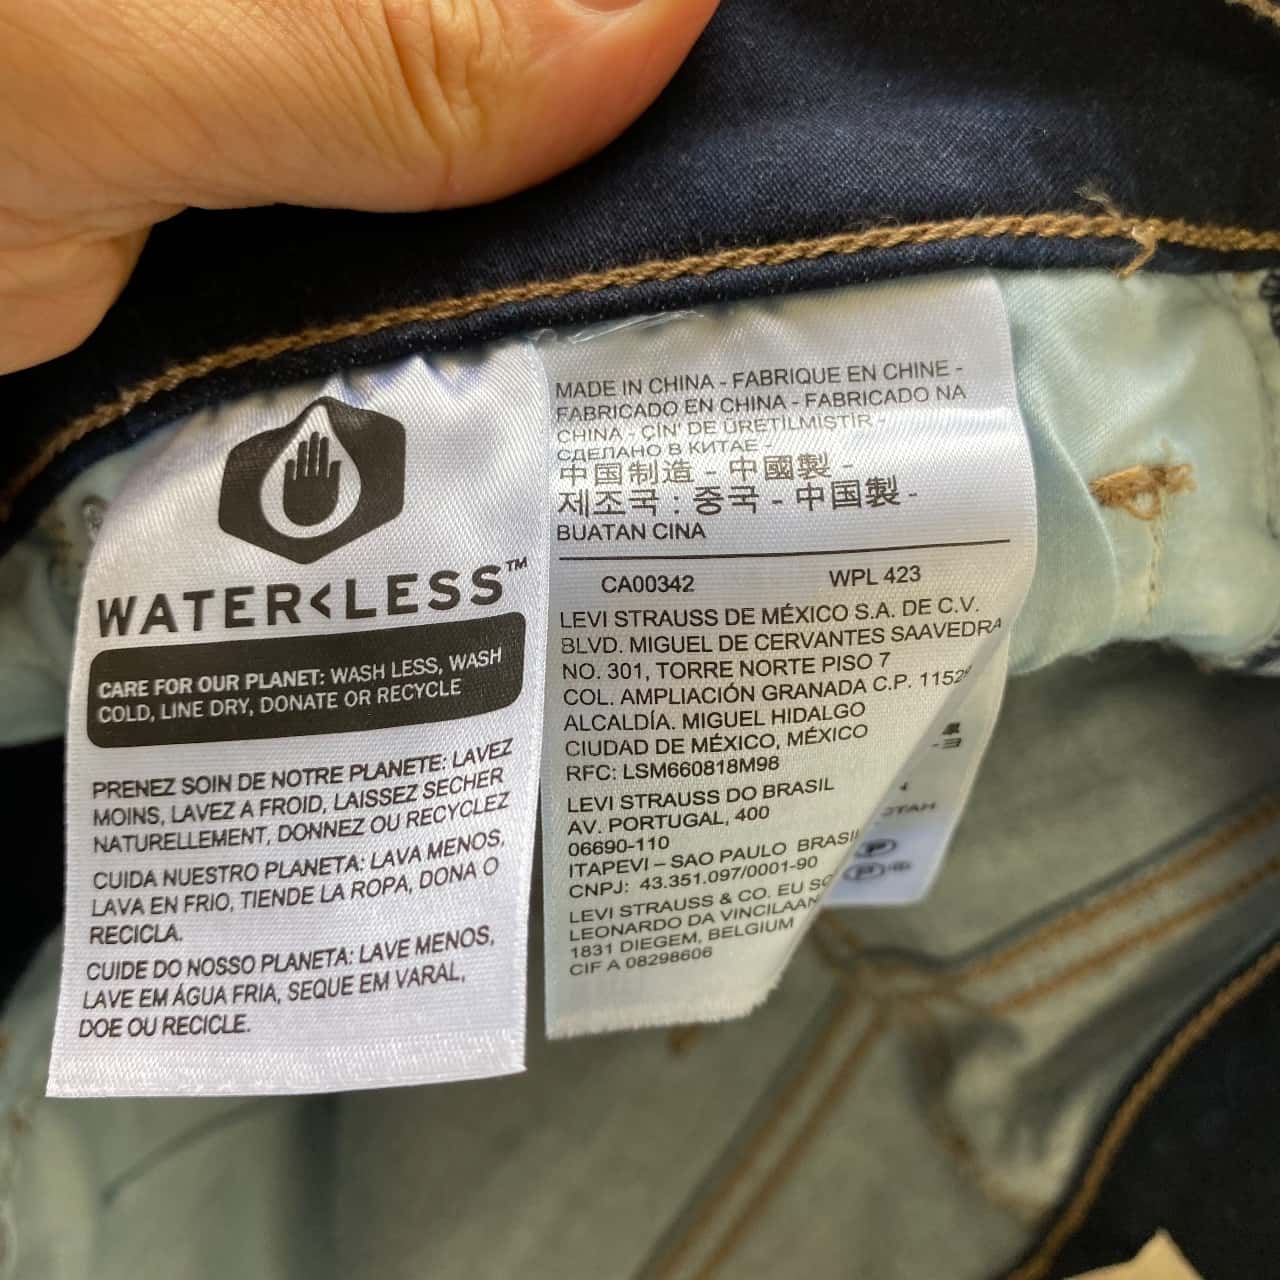 WATER<LESS™
CARE FOR OUR PLANET: WASH LESS, WASH
COLD, LINE DRY, DONATE OR RECYCLE
PRENEZ SOIN DE NOTRE PLANETE: LAVEZ
MOINS, LAVEZ A FROID, LAISSEZ SECHER
NATURELLEMENT, DONNEZ OU RECYCLEZ
CUIDA NUESTRO PLANETA: LAVA MENOS,
LAVA EN FRIO, TIENDE LA ROPA, DONA O
RECICLA.
CUIDE DO NOSSO PLANETA: LAVE MENOS,
LAVE EM ÁGUA FRIA, SEQUE EM VARAL,
DOE OU RECICLE.
MADE IN CHINA - FABRIQUE EN CHINE -
FABRICADO EN CHINA - FABRICADO NA
CHINA - ÇİN' DE ÜRETİLMİSTİR -
СДЕЛАНО В КИТАЕ -
中国制造 - 中國製 -
제조국 : 중국 - 中国製 -
BUATAN CINA
CA00342 WPL 423
LEVI STRAUSS DE MÉXICO S.A. DE C.V.
BLVD. MIGUEL DE CERVANTES SAAVEDRA
NO. 301, TORRE NORTE PISO 7
COL. AMPLIACIÓN GRANADA C.P.
ALCALDÍA. MIGUEL HIDALGO
CIUDAD DE MÉXICO, MÉXICO
RFC: LSM660818M98
LEVI STRAUSS DO BRASIL
AV. PORTUGAL, 400
06690-110
ITAPEVI – SAO PAULO BRASIL
CNPJ: 43.351.097/0001-90
LEVI STRAUSS & CO. EU
LEONARDO DA VINCILAAN
1831 DIEGEM, BELGIUM
CIF A 08298606